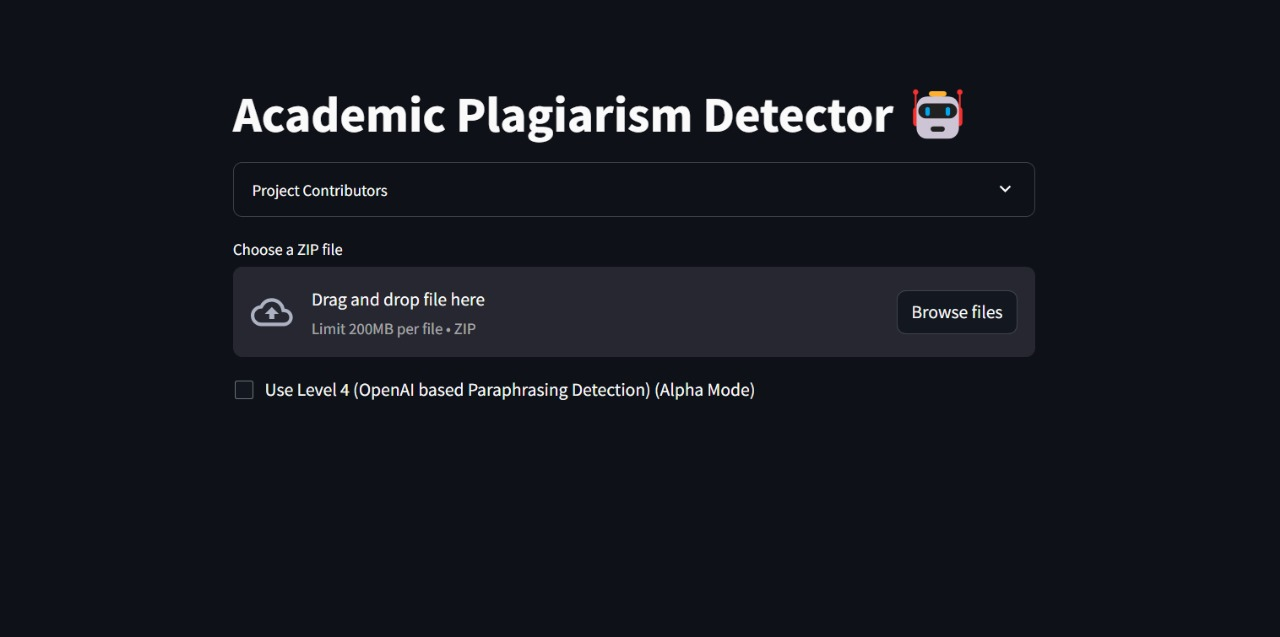 Academic Plagiarism Detector
Project Contributors
Choose a ZIP file
Drag and drop file here
Limit 200MB per file • ZIP
Browse files
Use Level 4 (OpenAI based Paraphrasing Detection) (Alpha Mode)